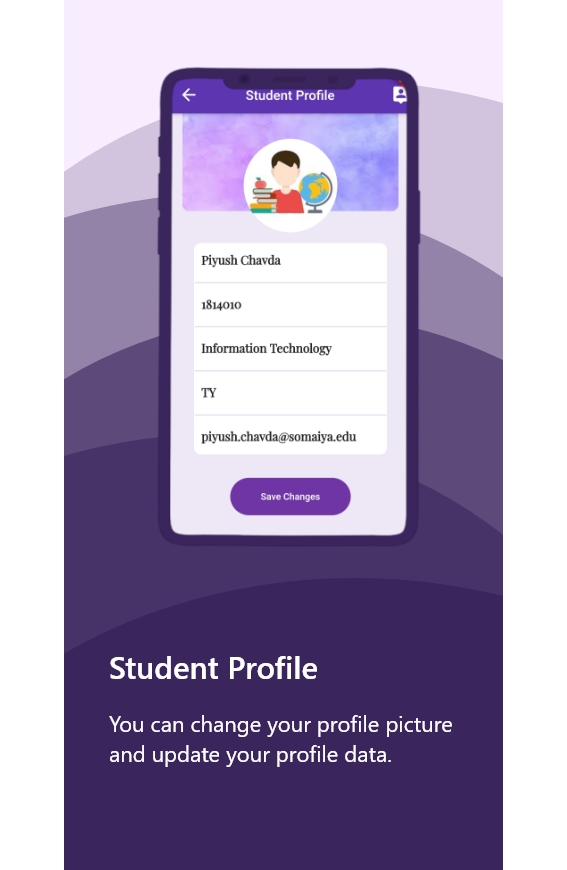 Student Profile
Piyush Chavda
1814010
Information Technology
TY
piyush.chavda@somaiya.edu
Save Changes
Student Profile
You can change your profile picture
and update your profile data.